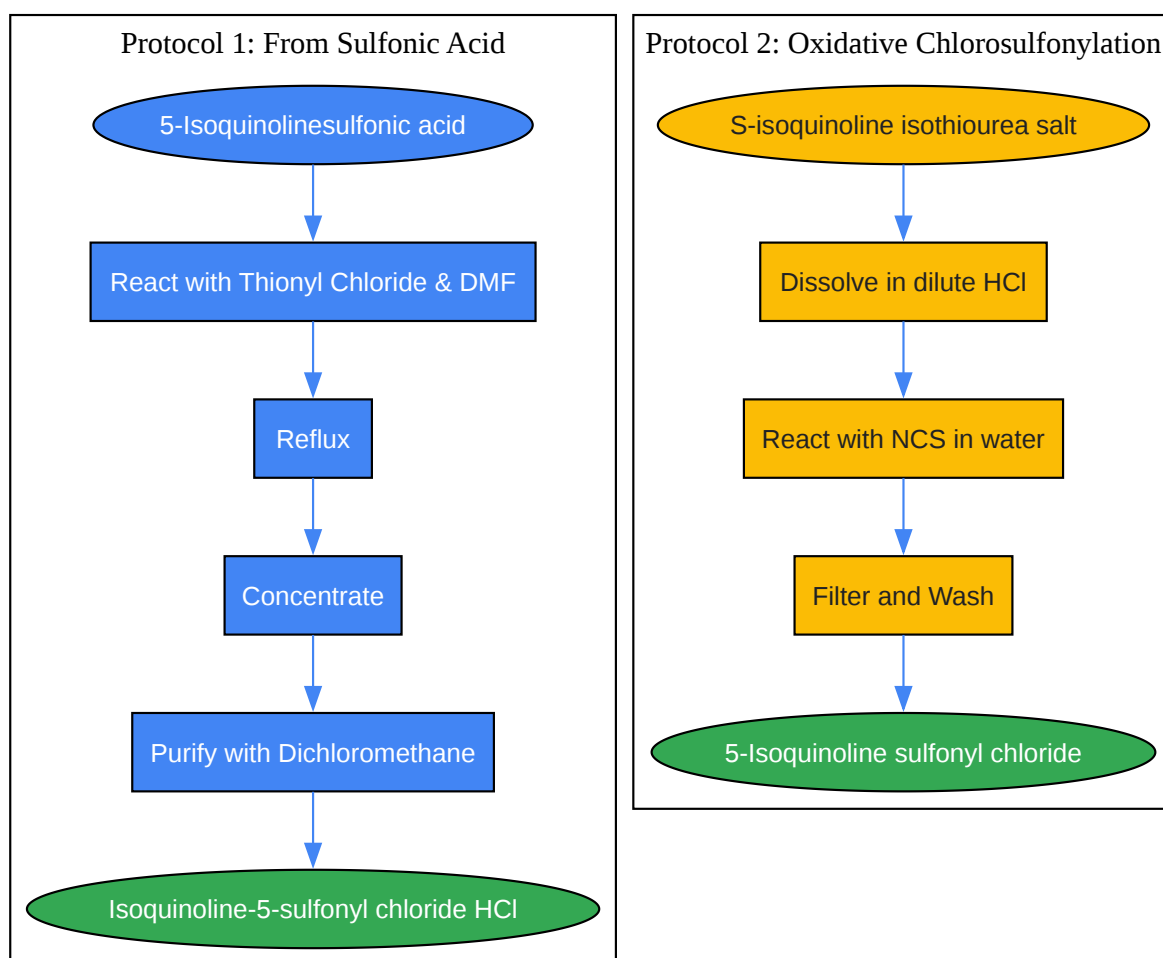 Protocol 1: From Sulfonic Acid
5-Isoquinolinesulfonic acid
React with Thionyl Chloride & DMF
Reflux
Concentrate
Purify with Dichloromethane
Isoquinoline-5-sulfonyl chloride HCl
Protocol 2: Oxidative Chlorosulfonylation
S-isoquinoline isothiourea salt
Dissolve in dilute HCl
React with NCS in water
Filter and Wash
5-Isoquinoline sulfonyl chloride